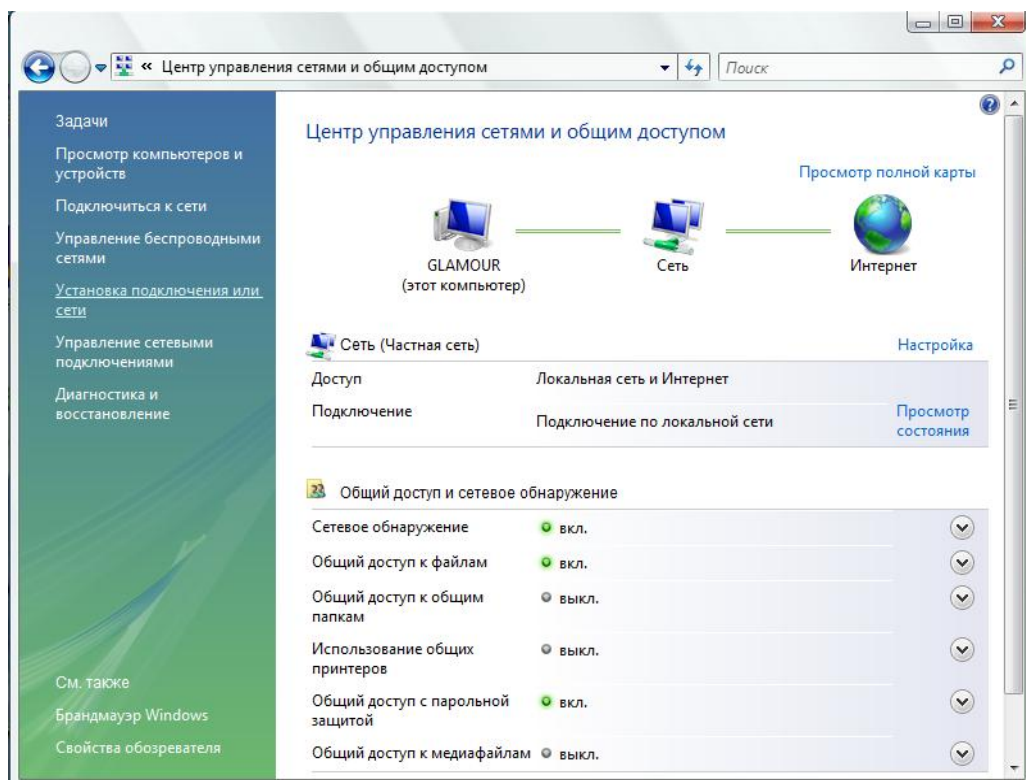 « Центр управления сетями и общим доступом
Поиск
Задачи
Просмотр компьютеров и
устройств
Подключиться к сети
Управление беспроводными
сетями
Установка подключения или
сети
Управление сетевыми
подключениями
Диагностика и
восстановление
См. также
Брандмауэр Windows
Свойства обозревателя
Центр управления сетями и общим доступом
Просмотр полной карты
GLAMOUR
(этот компьютер)
Сеть
Интернет
Сеть (Частная сеть)
Настройка
Доступ
Локальная сеть и Интернет
Подключение
Подключение по локальной сети
Просмотр
состояния
Общий доступ и сетевое обнаружение
Сетевое обнаружение
вкл.
Общий доступ к файлам
вкл.
Общий доступ к общим
папкам
выкл.
Использование общих
принтеров
выкл.
Общий доступ с парольной
защитой
вкл.
Общий доступ к медиафайлам
выкл.